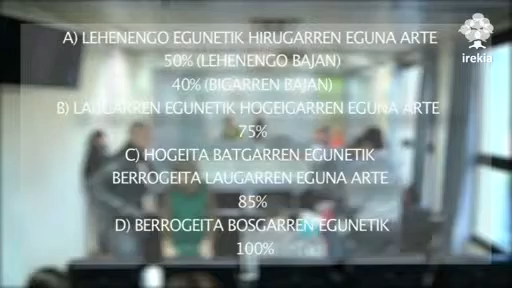 irekia
A) LEHENENGO EGUNETIK HIRUGARREN EGUNA ARTE
50% (LEHENENGO BAJAN)
40% (BIGARREN BAJAN)
B) LAUGARREN EGUNETIK HOGEIGARREN EGUNA ARTE
75%
C) HOGEITA BATGARREN EGUNETIK
BERROGEITA LAUGARREN EGUNA ARTE
85%
D) BERROGEITA BOSGARREN EGUNETIK
100%